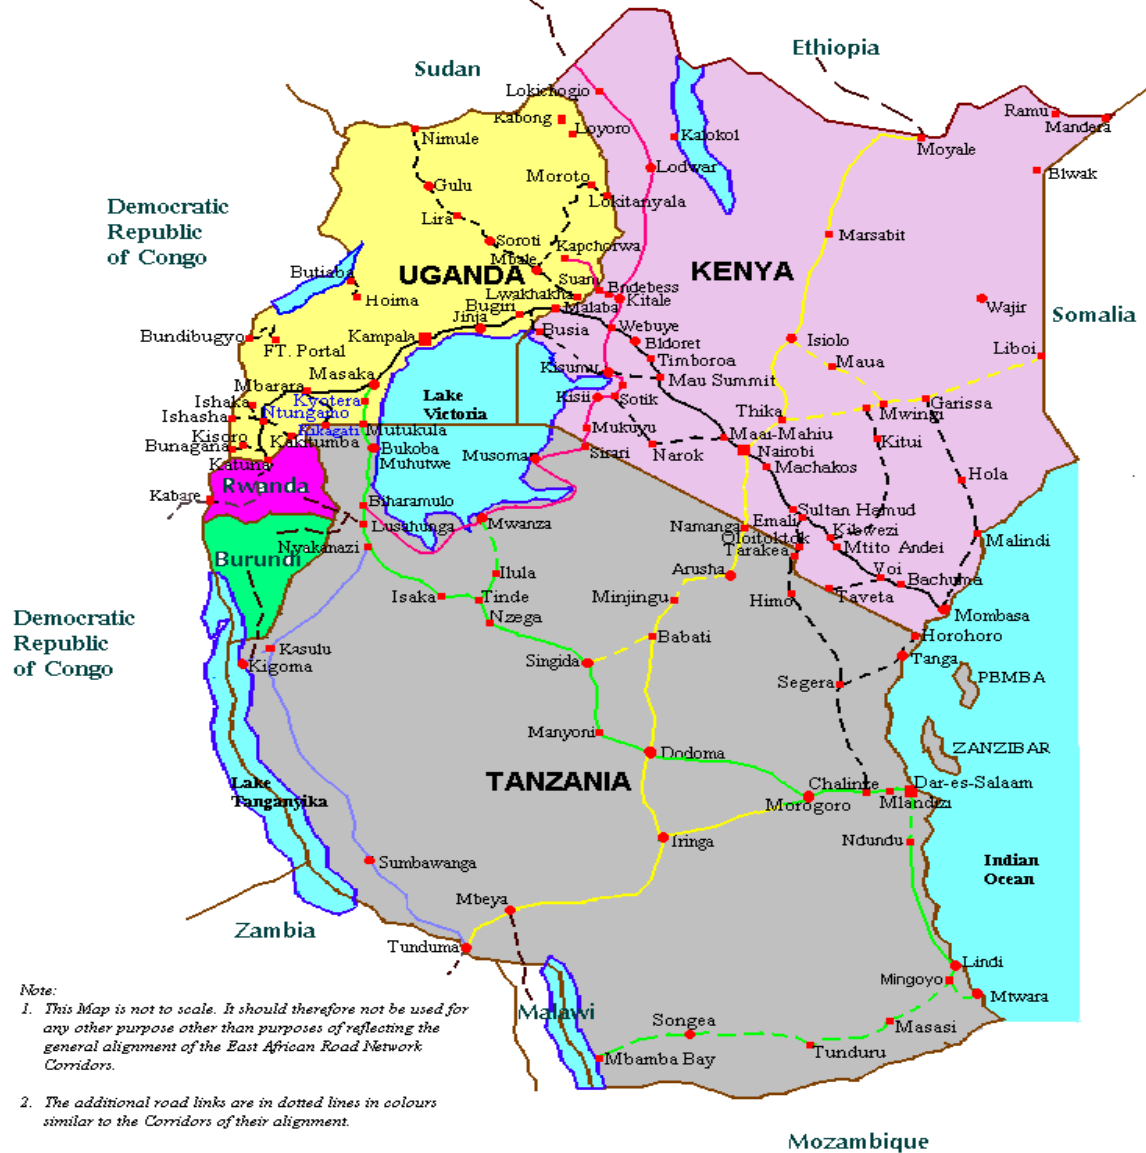 Ethiopia
Sudan
Lokichogio
Kabong
Loyoro
Ramu
Mandera
Nimule
Kalokol
Moyale
Lodwar
Elwak
Moroto
Gulu
Lokitanyala
Democratic
Republic
of Congo
Lira
Marsabit
Soroti
Kapchorwa
Mbale
UGANDA
KENYA
Butiaba
Suam
Endebess
Hoima
Lwakhakha
Kitale
Wajir
Bugiri
Malaba
Somalia
Jinja
Webuye
Bundibugyo
Kampala
Busia
Eldoret
Isiolo
FT. Portal
Timboroa
Liboi
Maua
Masaka
Kisumu
Mau Summit
Mbarara
Lake
Victoria
Ishaka
Kyotera
Kisii
Sotik
Thika
Mwingi
Garissa
Ishasha
Ntungamo
Kisoro
Kikagati
Mutukula
Mukuyu
Maai-Mahiu
Kitui
Bunagana
Kakitumba
Bukoba
Muhutwe
Musoma
Sirari
Narok
Nairobi
Katuna
Machakos
Hola
Rwanda
Kabare
Biharamulo
Sultan Hamud
Lusahunga
Mwanza
Namanga
Emali
Kibwezi
Oloitoktok
Malindi
Nyakanazi
Tarakea
Mtito Andei
Burundi
Arusha
Voi
Ilula
Bachuma
Isaka
Tinde
Minjingu
Himo
Taveta
Mombasa
Nzega
Democratic
Republic
of Congo
Babati
Horohoro
Kasulu
Tanga
Kigoma
Singida
Segera
PEMBA
Manyoni
Dodoma
ZANZIBAR
TANZANIA
Lake
Tanganyika
Chalinze
Dar-es-Salaam
Morogoro
Mlandizi
Iringa
Ndundu
Sumbawanga
Indian
Ocean
Mbeya
Zambia
Tunduma
Lindi
Mingoyo
Mtwara
Malawi
Songea
Masasi
Mbamba Bay
Tunduru
Note:
1. This Map is not to scale. It should therefore not be used for
any other purpose other than purposes of reflecting the
general alignment of the East African Road Network
Corridors.
2. The additional road links are in dotted lines in colours
similar to the Corridors of their alignment.
Mozambique